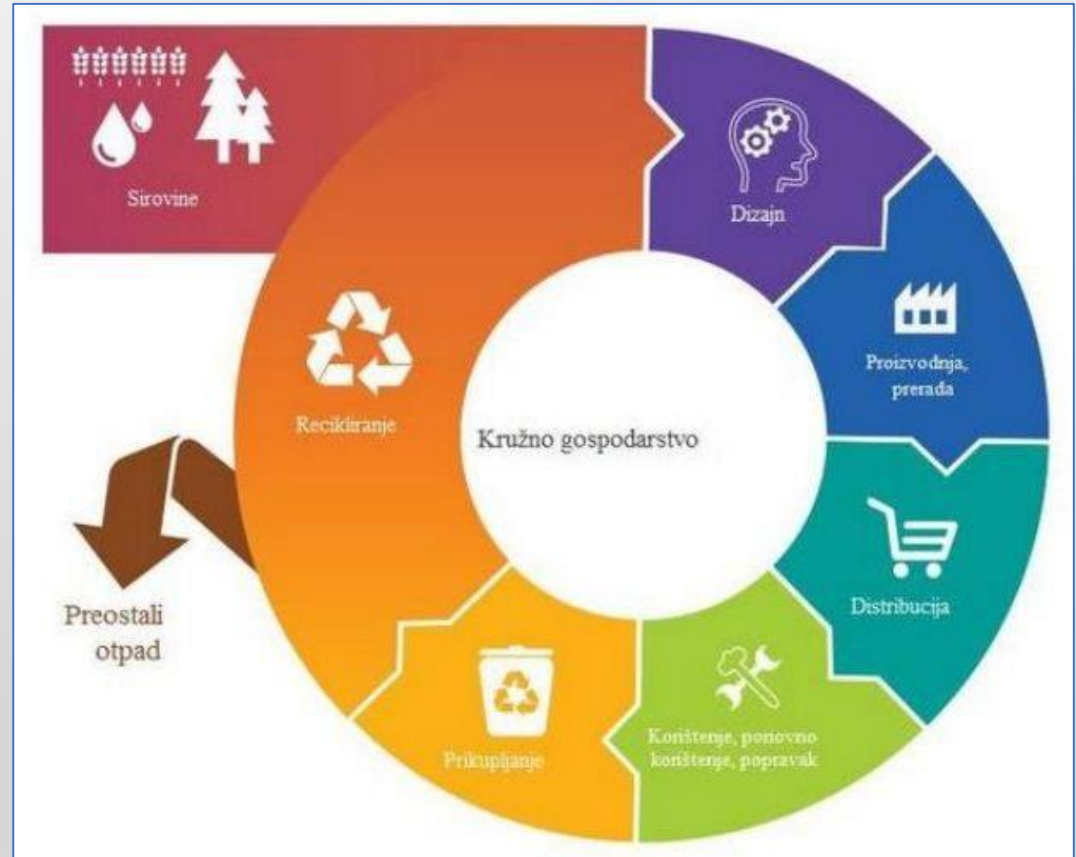 Sirovine
Dizajn
Proizvodnja,
prerada
Distribucija
Korištenje, ponovno
korištenje, popravak
Prikupljanje
Recikliranje
Preostali
otpad
Kružno gospodarstvo